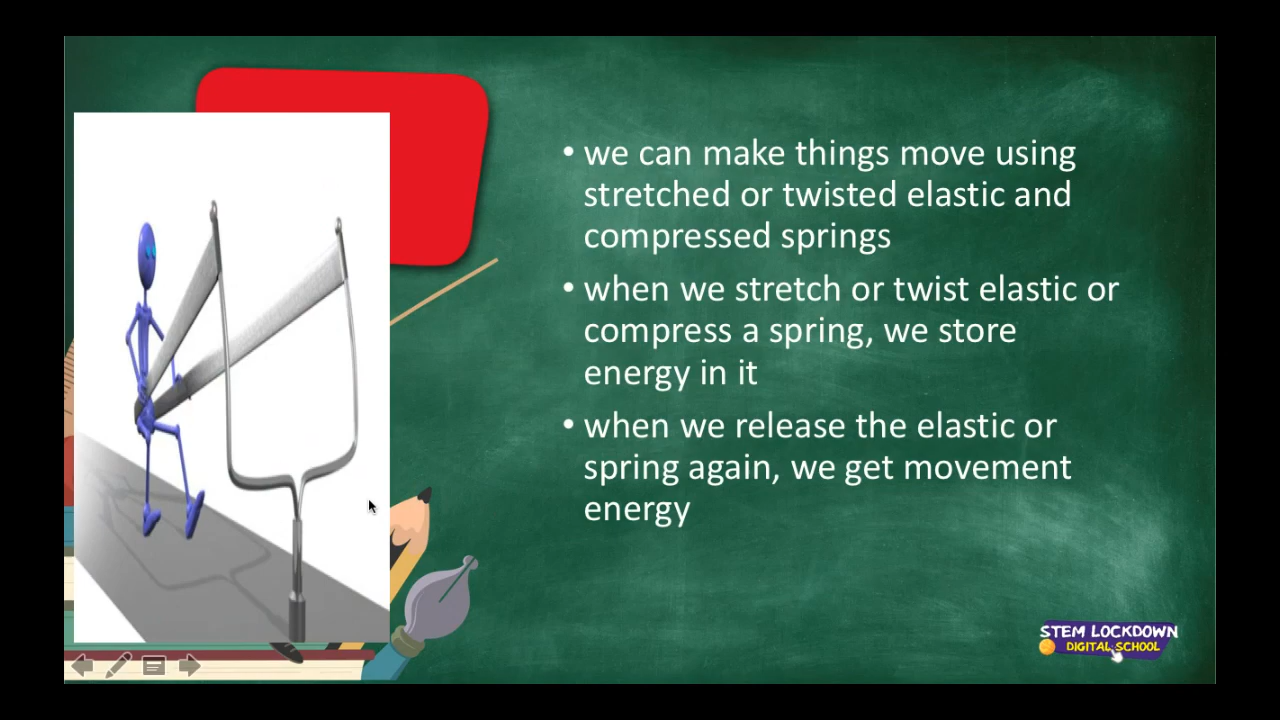 • we can make things move using
stretched or twisted elastic and
compressed springs
• when we stretch or twist elastic or
compress a spring, we store
energy in it
• when we release the elastic or
spring again, we get movement
energy
STEM LOCKDOWN
DIGITAL SCHOOL